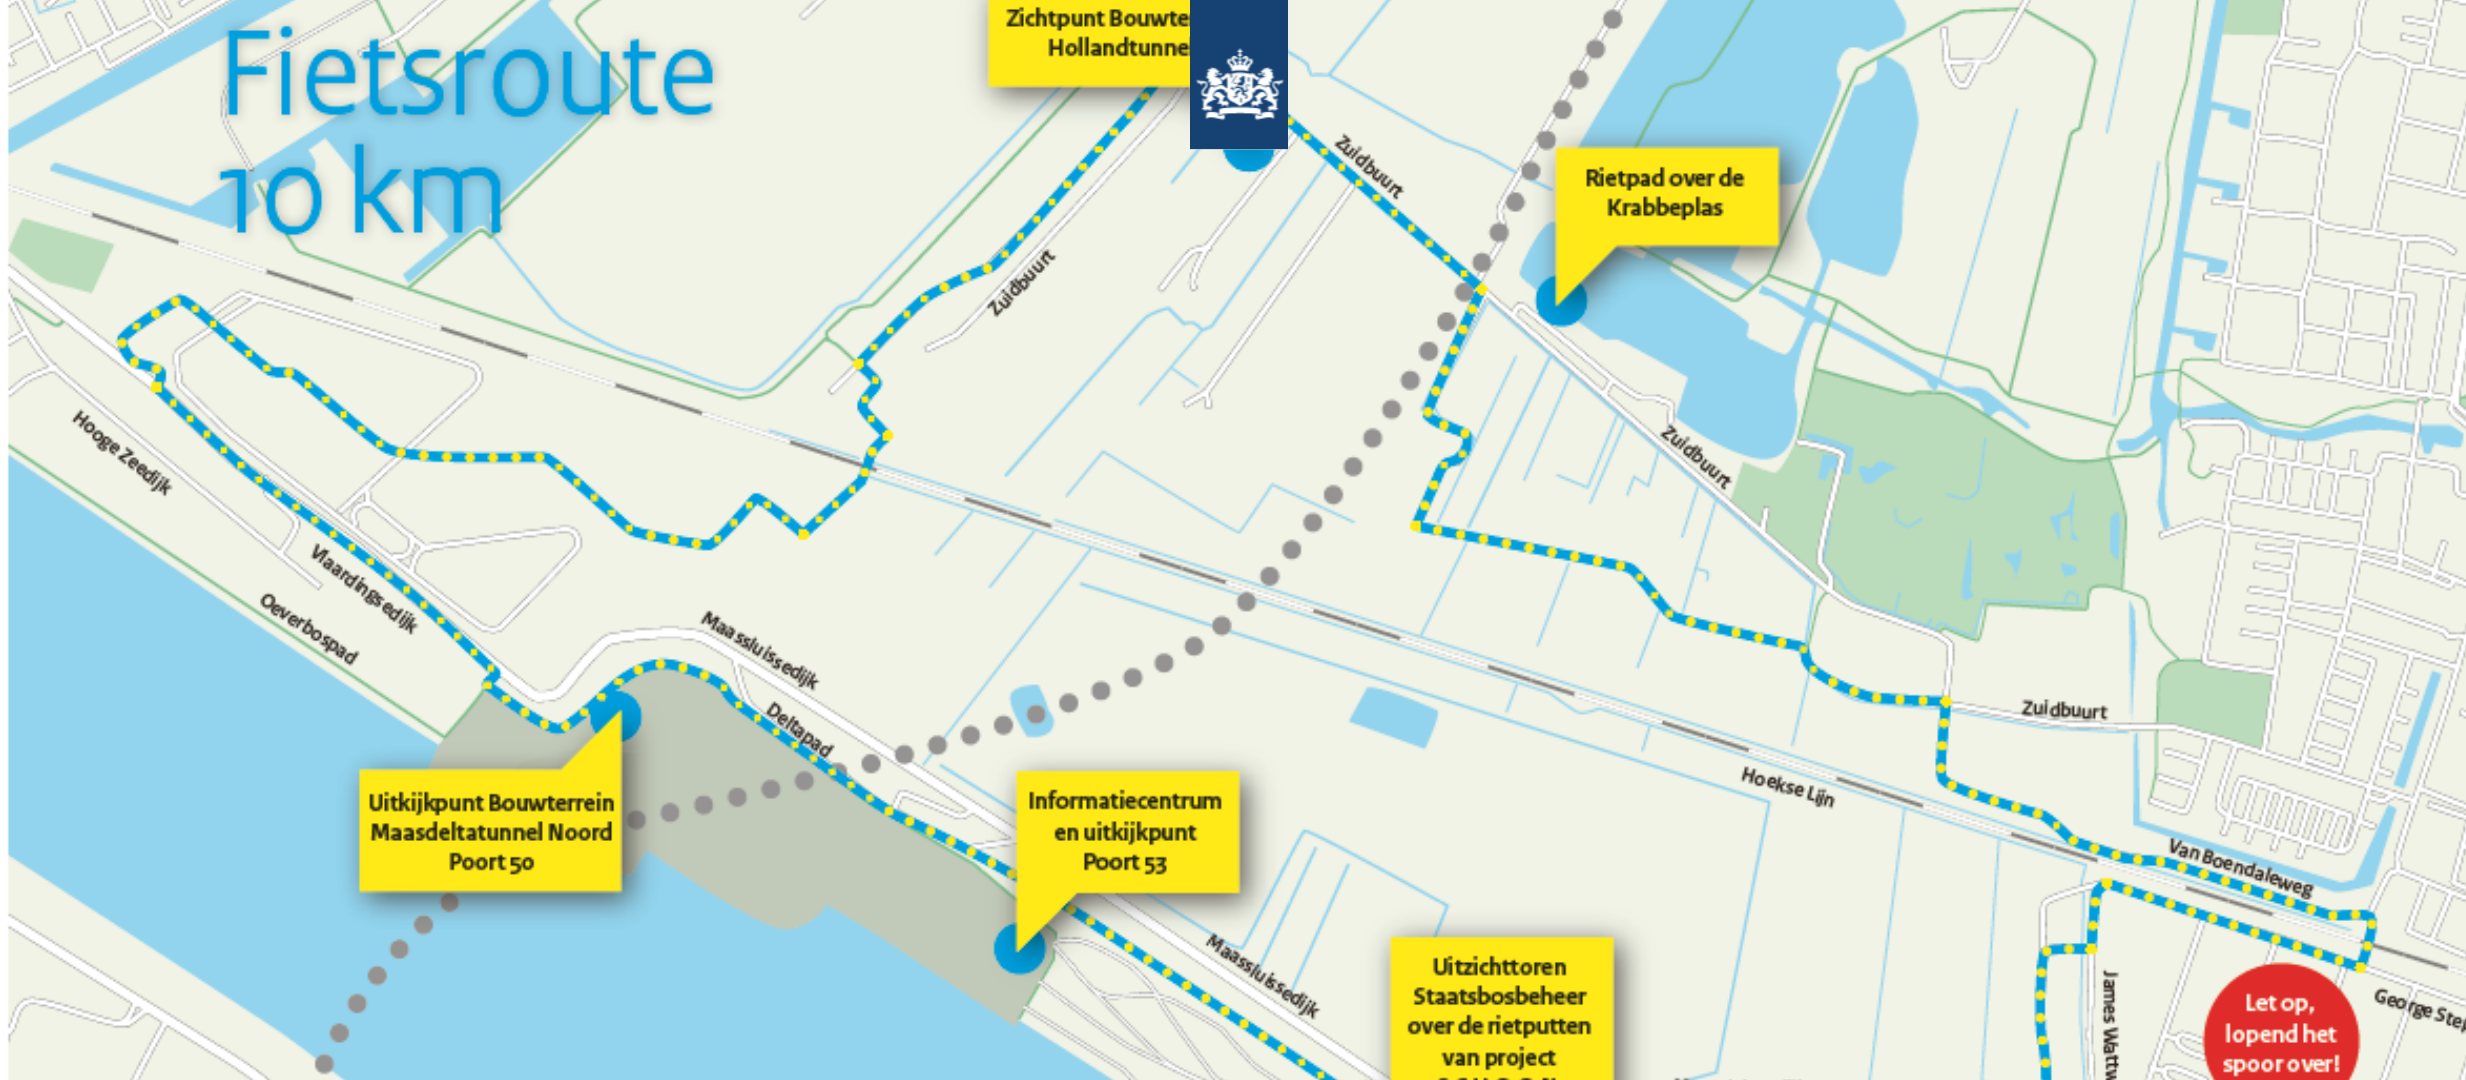 Fietsroute
10 km
Zichtpunt
Rietpad over de
Krabbeplas
Zuidbuurt
Zuidbuurt
Zuidbuurt
Zuidbuurt
Hooge Zeedijk
Vlaardingsedijk
Oeverbospad
Maassluissedijk
Deltapad
Uitkijkpunt Bouwterrein
Maasdeltatunnel Noord
Poort 50
Informatiecentrum
en uitkijkpunt
Poort 53
Maassluissedijk
Hoekse Lijn
Van Boendaleweg
Uitzichttoren
Staatsbosbeheer
over de rietputten
van project
James
George
Let op,
lopend het
spoor over!